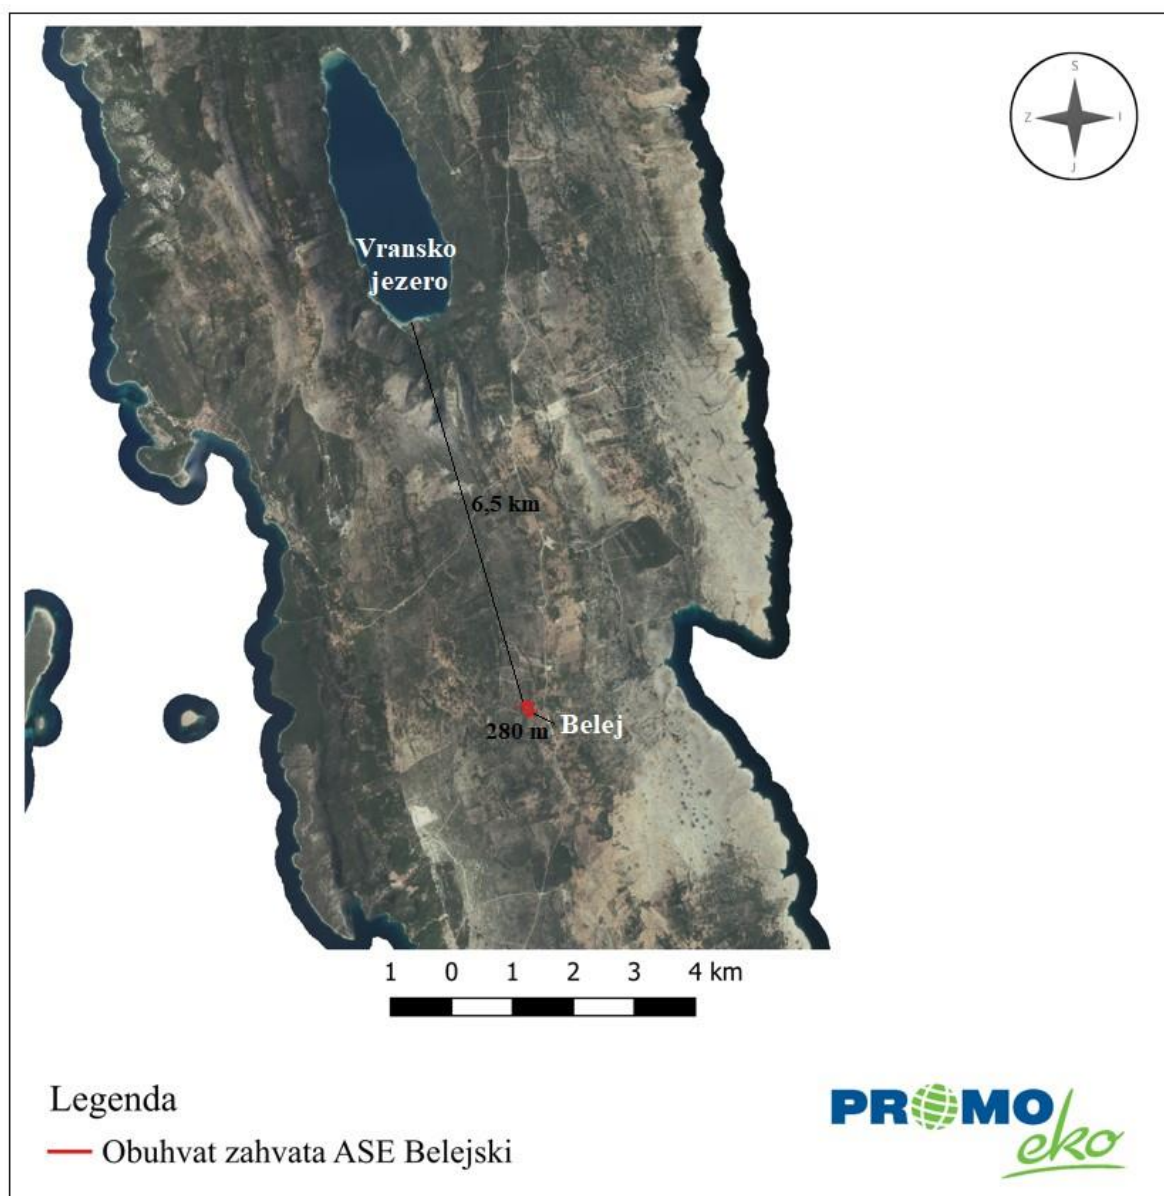 S
Z I
J
Vransko
jezero
6,5 km
280 m Belej
1 0 1 2 3 4 km
Legenda
Obuhvat zahvata ASE Belejski
PROMO
eko